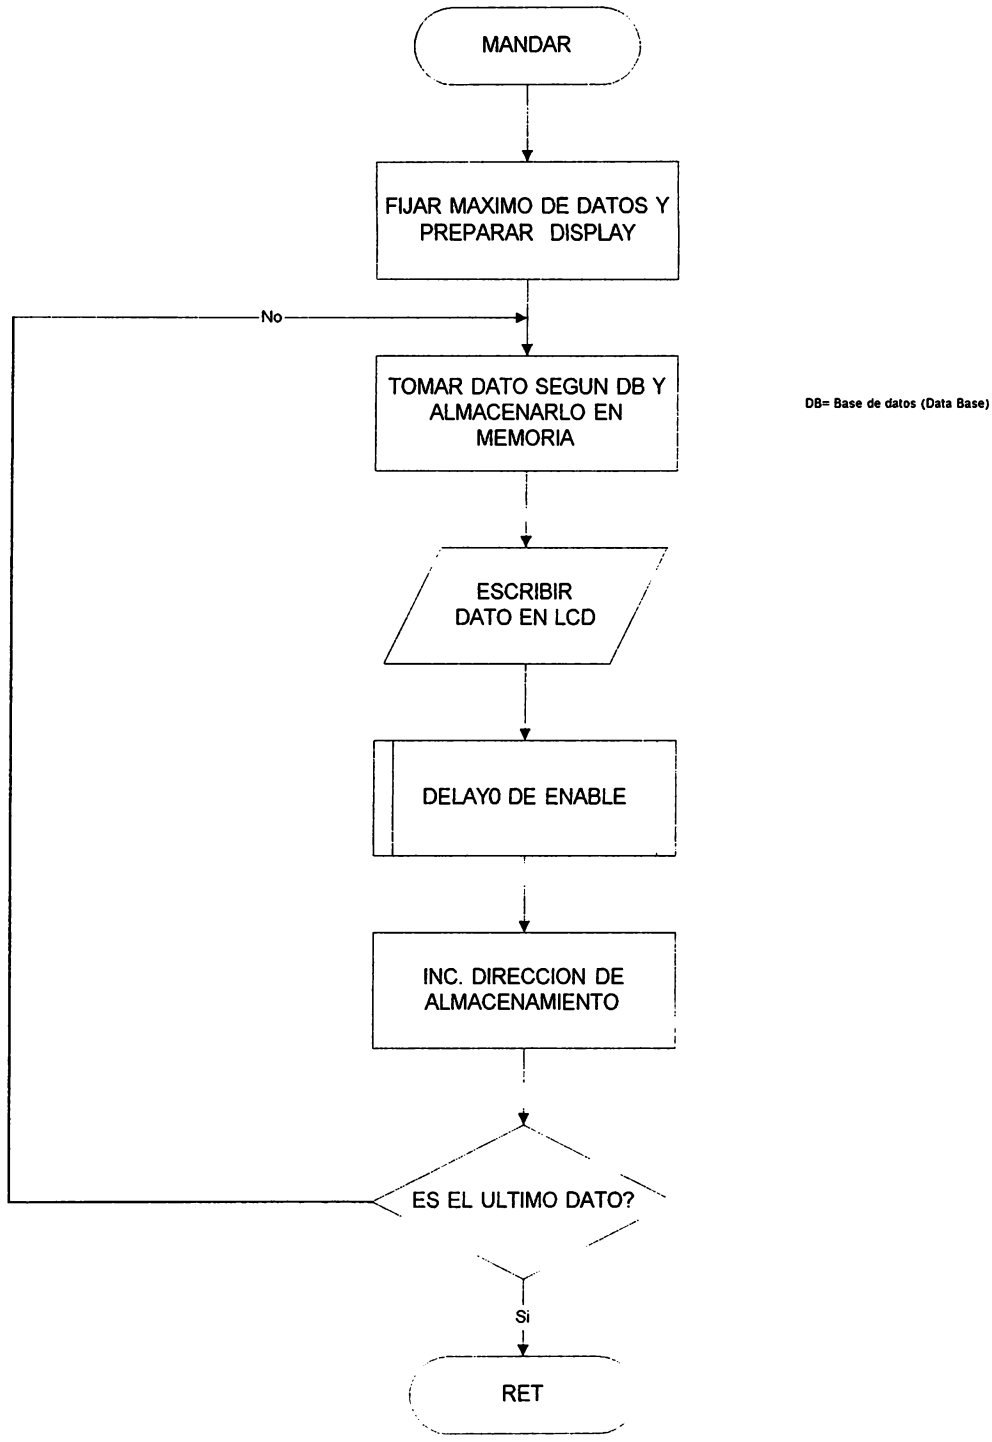 MANDAR
FIJAR MAXIMO DE DATOS Y
PREPARAR DISPLAY
No
TOMAR DATO SEGUN DB Y
ALMACENARLO EN
MEMORIA
DB= Base de datos (Data Base)
ESCRIBIR
DATO EN LCD
DELAY0 DE ENABLE
INC. DIRECCION DE
ALMACENAMIENTO
ES EL ULTIMO DATO?
Si
RET